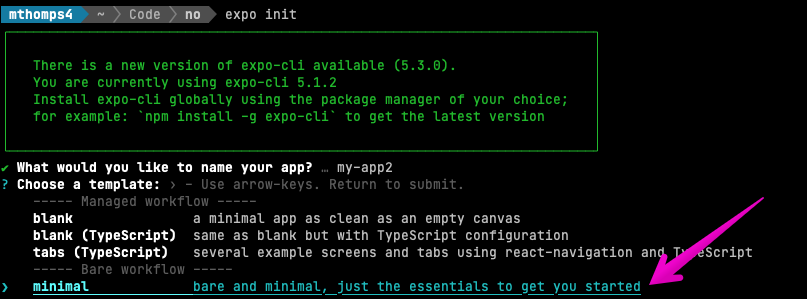 mthomps4 ~ Code no expo init
There is a new version of expo-cli available (5.3.0).
You are currently using expo-cli 5.1.2
Install expo-cli globally using the package manager of your choice;
for example: `npm install -g expo-cli` to get the latest version
✔ What would you like to name your app? … my-app2
? Choose a template: › - Use arrow-keys. Return to submit.
----- Managed workflow -----
blank a minimal app as clean as an empty canvas
blank (TypeScript) same as blank but with TypeScript configuration
tabs (TypeScript) several example screens and tabs using react-navigation and TypeScript
----- Bare workflow -----
❯ minimal bare and minimal, just the essentials to get you started